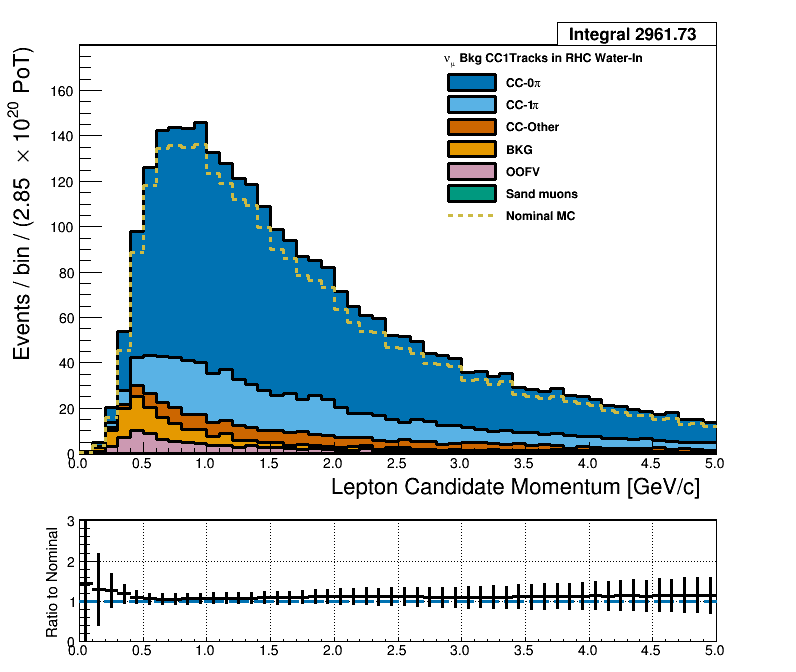 Integral 2961.73
νμ Bkg CC1Tracks in RHC Water-In
CC-0π
CC-1π
CC-Other
BKG
OOFV
Sand muons
Nominal MC
Events / bin / (2.85 × 10^20 PoT)
160
140
120
100
80
60
40
20
0
0.0 0.5 1.0 1.5 2.0 2.5 3.0 3.5 4.0 4.5 5.0
Lepton Candidate Momentum [GeV/c]
Ratio to Nominal
3
2
1
0
0.0 0.5 1.0 1.5 2.0 2.5 3.0 3.5 4.0 4.5 5.0